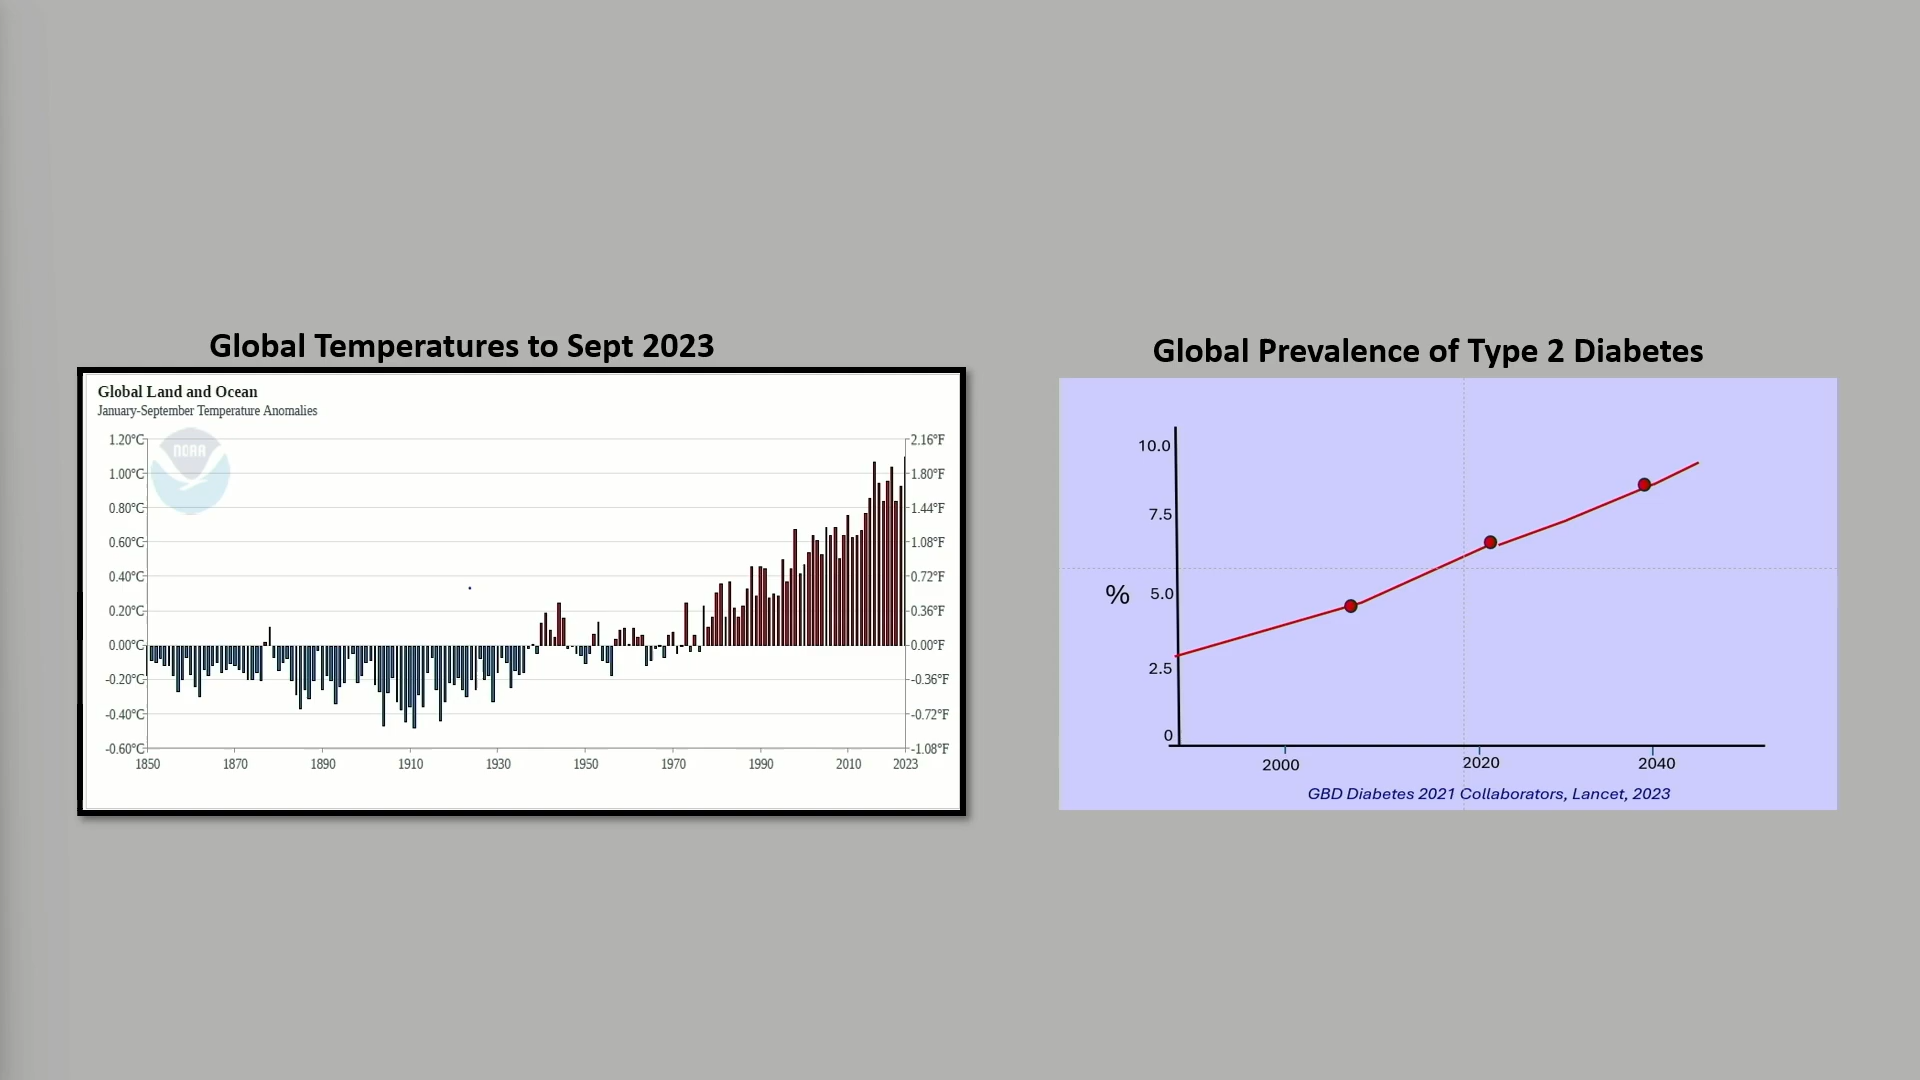 Global Temperatures to Sept 2023
Global Land and Ocean
January-September Temperature Anomalies
NOAA
1.20°C
1.00°C
0.80°C
0.60°C
0.40°C
0.20°C
0.00°C
-0.20°C
-0.40°C
-0.60°C
2.16°F
1.80°F
1.44°F
1.08°F
0.72°F
0.36°F
0.00°F
-0.36°F
-0.72°F
-1.08°F
1850 1870 1890 1910 1930 1950 1970 1990 2010 2023
Global Prevalence of Type 2 Diabetes
10.0
7.5
% 5.0
2.5
0
2000 2020 2040
GBD Diabetes 2021 Collaborators, Lancet, 2023